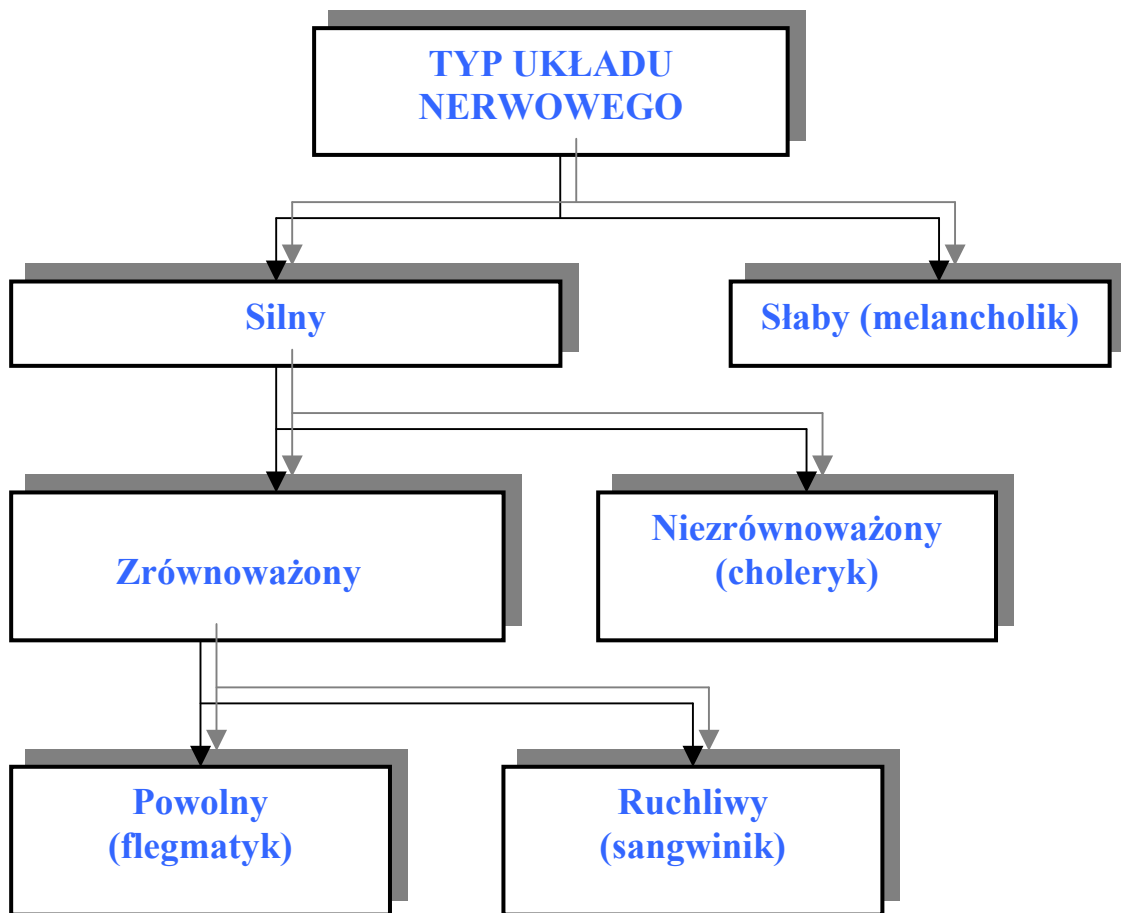 TYP UKŁADU
NERWOWEGO
Silny
Słaby (melancholik)
Zrównoważony
Niezrównoważony
(choleryk)
Powolny
(flegmatyk)
Ruchliwy
(sangwinik)